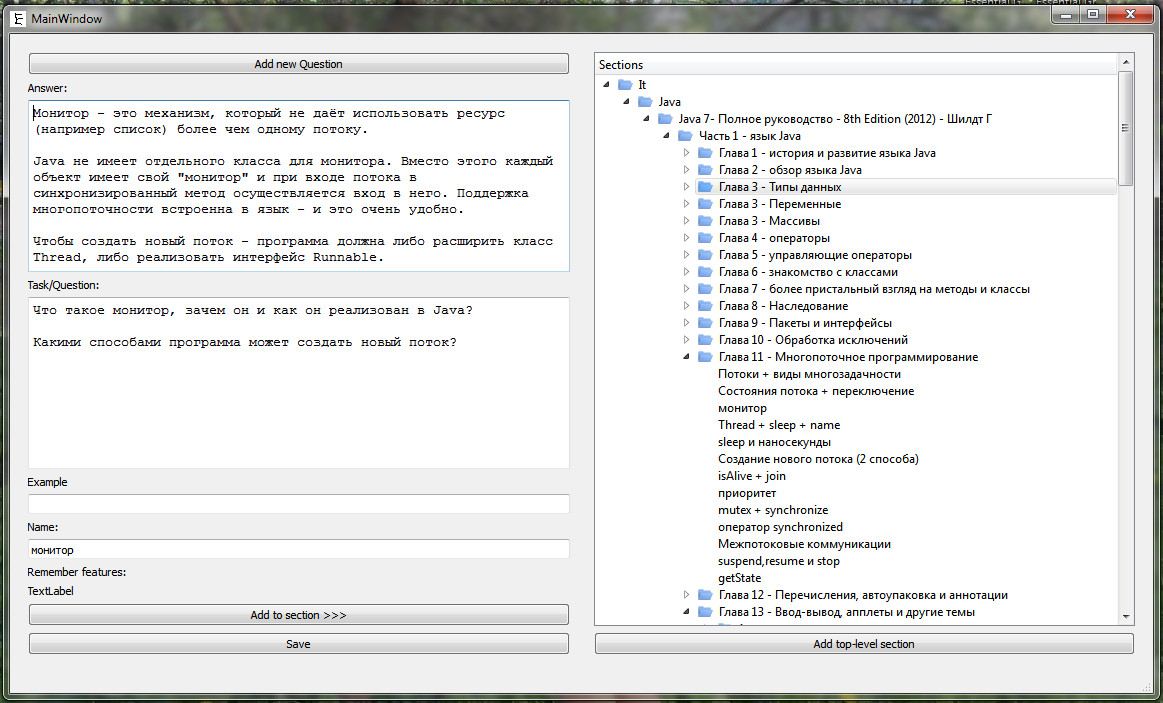 MainWindow
Add new Question
Answer:
Монитор - это механизм, который не даёт использовать ресурс
(например список) более чем одному потоку.
Java не имеет отдельного класса для монитора. Вместо этого каждый
объект имеет свой "монитор" и при входе потока в
синхронизированный метод осуществляется вход в него. Поддержка
многопоточности встроенна в язык - и это очень удобно.
Чтобы создать новый поток - программа должна либо расширить класс
Thread, либо реализовать интерфейс Runnable.
Task/Question:
Что такое монитор, зачем он и как он реализован в Java?
Какими способами программа может создать новый поток?
Example
Name:
монитор
Remember features:
TextLabel
Add to section >>>
Save
Sections
It
Java
Java 7- Полное руководство - 8th Edition (2012) - Шилдт Г
Часть 1 - язык Java
Глава 1 - история и развитие языка Java
Глава 2 - обзор языка Java
Глава 3 - Типы данных
Глава 3 - Переменные
Глава 3 - Массивы
Глава 4 - операторы
Глава 5 - управляющие операторы
Глава 6 - знакомство с классами
Глава 7 - более пристальный взгляд на методы и классы
Глава 8 - Наследование
Глава 9 - Пакеты и интерфейсы
Глава 10 - Обработка исключений
Глава 11 - Многопоточное программирование
Потоки + виды многозадачности
Состояния потока + переключение
монитор
Thread + sleep + name
sleep и наносекунды
Создание нового потока (2 способа)
isAlive + join
приоритет
mutex + synchronize
оператор synchronized
Межпотоковые коммуникации
suspend,resume и stop
getState
Глава 12 - Перечисления, автоупаковка и аннотации
Глава 13 - Ввод-вывод, апплеты и другие темы
Add top-level section